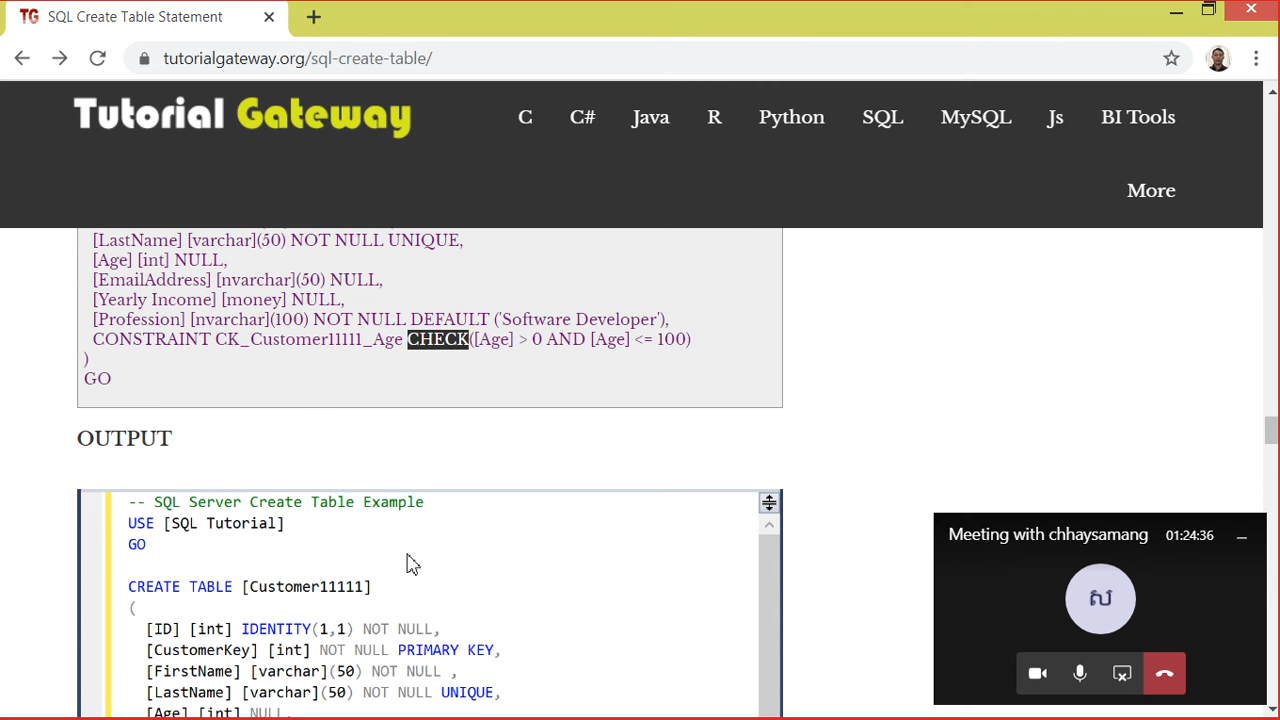 TG SQL Create Table Statement
tutorialgateway.org/sql-create-table/
Tutorial Gateway
C C# Java R Python SQL MySQL Js BI Tools
More
[LastName] [varchar](50) NOT NULL UNIQUE,
[Age] [int] NULL,
[EmailAddress] [nvarchar](50) NULL,
[Yearly Income] [money] NULL,
[Profession] [nvarchar](100) NOT NULL DEFAULT ('Software Developer'),
CONSTRAINT CK_Customer11111_Age CHECK([Age] > 0 AND [Age] <= 100)
)
GO
OUTPUT
-- SQL Server Create Table Example
USE [SQL Tutorial]
GO
CREATE TABLE [Customer11111]
(
[ID] [int] IDENTITY(1,1) NOT NULL,
[CustomerKey] [int] NOT NULL PRIMARY KEY,
[FirstName] [varchar](50) NOT NULL ,
[LastName] [varchar](50) NOT NULL UNIQUE,
[Age] [int] NULL,
Meeting with chhaysamang 01:24:36
ស